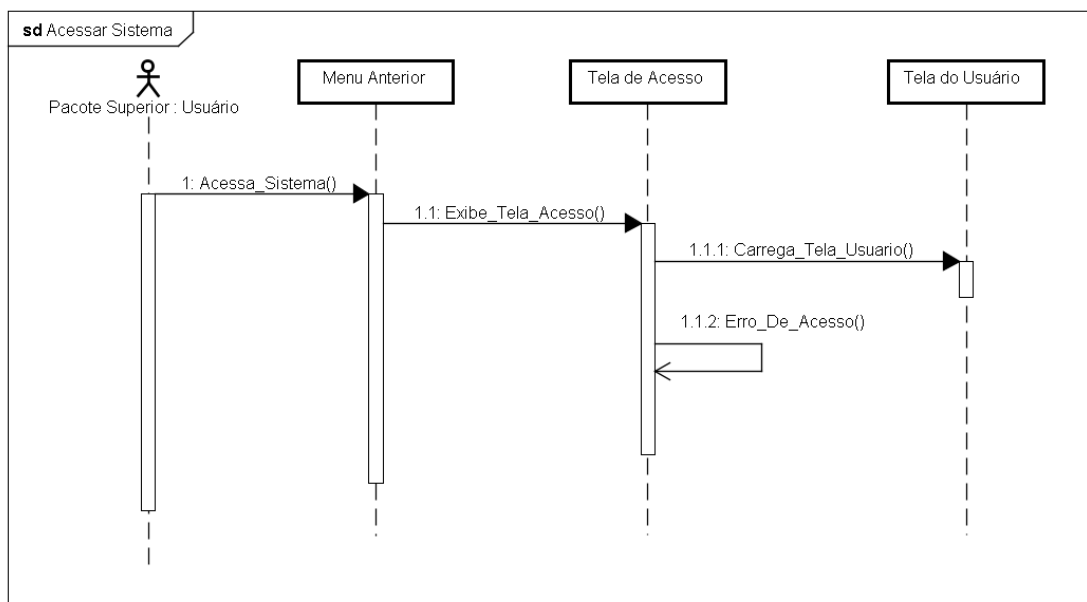 sd Acessar Sistema
Pacote Superior : Usuário
Menu Anterior
Tela de Acesso
Tela do Usuário
1: Acessa_Sistema()
1.1: Exibe_Tela_Acesso()
1.1.1: Carrega_Tela_Usuario()
1.1.2: Erro_De_Acesso()